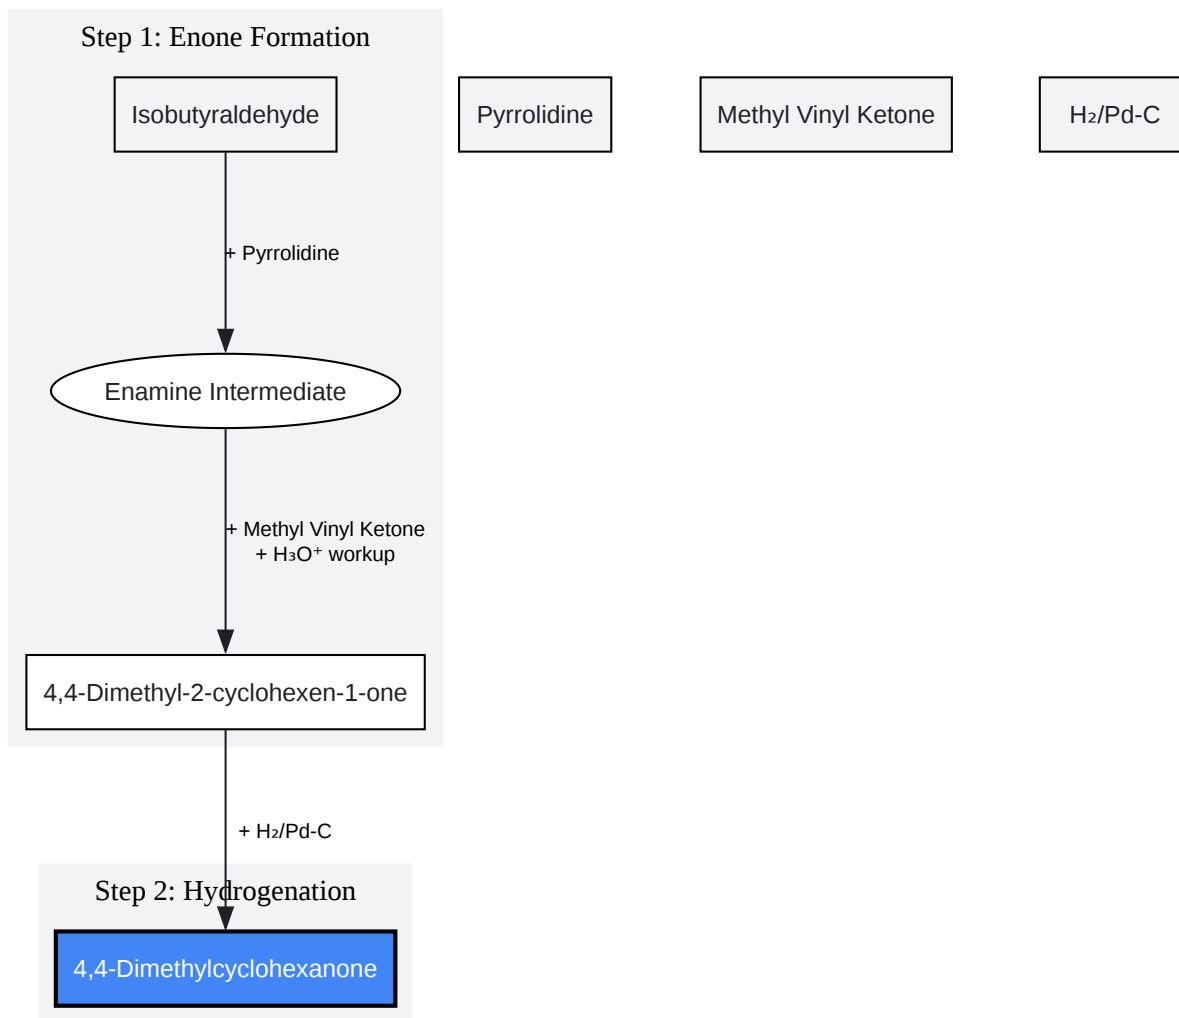 Step 1: Enone Formation
Isobutyraldehyde
Pyrrolidine
Methyl Vinyl Ketone
H₂/Pd-C
+ Pyrrolidine
Enamine Intermediate
+ Methyl Vinyl Ketone
+ H₃O⁺ workup
4,4-Dimethyl-2-cyclohexen-1-one
+ H₂/Pd-C
Step 2: Hydrogenation
4,4-Dimethylcyclohexanone